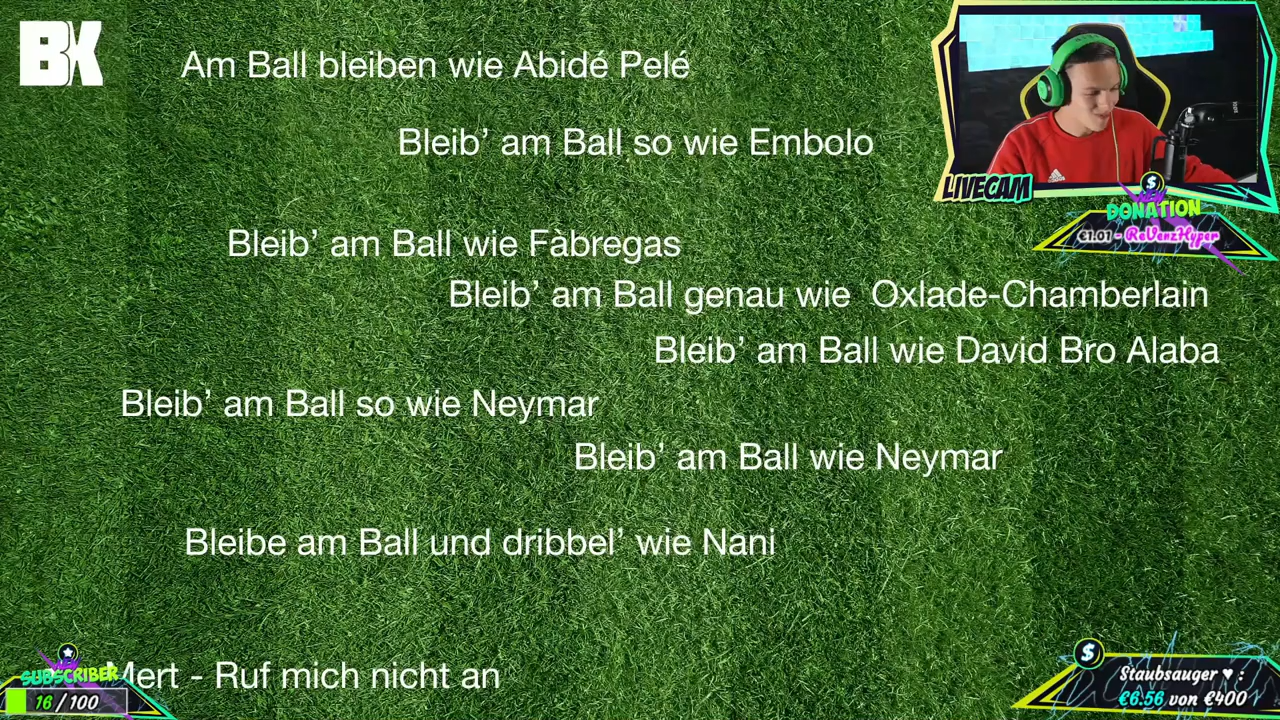 BK
Am Ball bleiben wie Abidé Pelé
Bleib’ am Ball so wie Embolo
LIVECAM
NEW
DONATION
€1.01 - ReVenzHyper
Bleib’ am Ball wie Fàbregas
Bleib’ am Ball genau wie Oxlade-Chamberlain
Bleib’ am Ball wie David Bro Alaba
Bleib’ am Ball so wie Neymar
Bleib’ am Ball wie Neymar
Bleibe am Ball und dribbel’ wie Nani
Mert - Ruf mich nicht an
NEW
SUBSCRIBER
16 / 100
Staubsauger ♥ :
€6.56 von €400